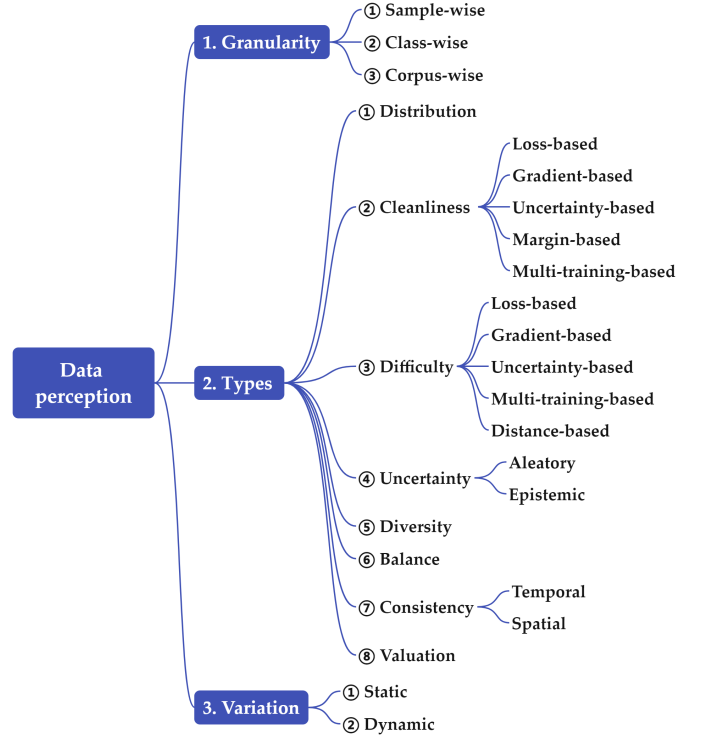 Data
perception
1. Granularity
① Sample-wise
② Class-wise
③ Corpus-wise
2. Types
① Distribution
② Cleanliness
Loss-based
Gradient-based
Uncertainty-based
Margin-based
Multi-training-based
③ Difficulty
Loss-based
Gradient-based
Uncertainty-based
Multi-training-based
Distance-based
④ Uncertainty
Aleatory
Epistemic
⑤ Diversity
⑥ Balance
⑦ Consistency
Temporal
Spatial
⑧ Valuation
3. Variation
① Static
② Dynamic